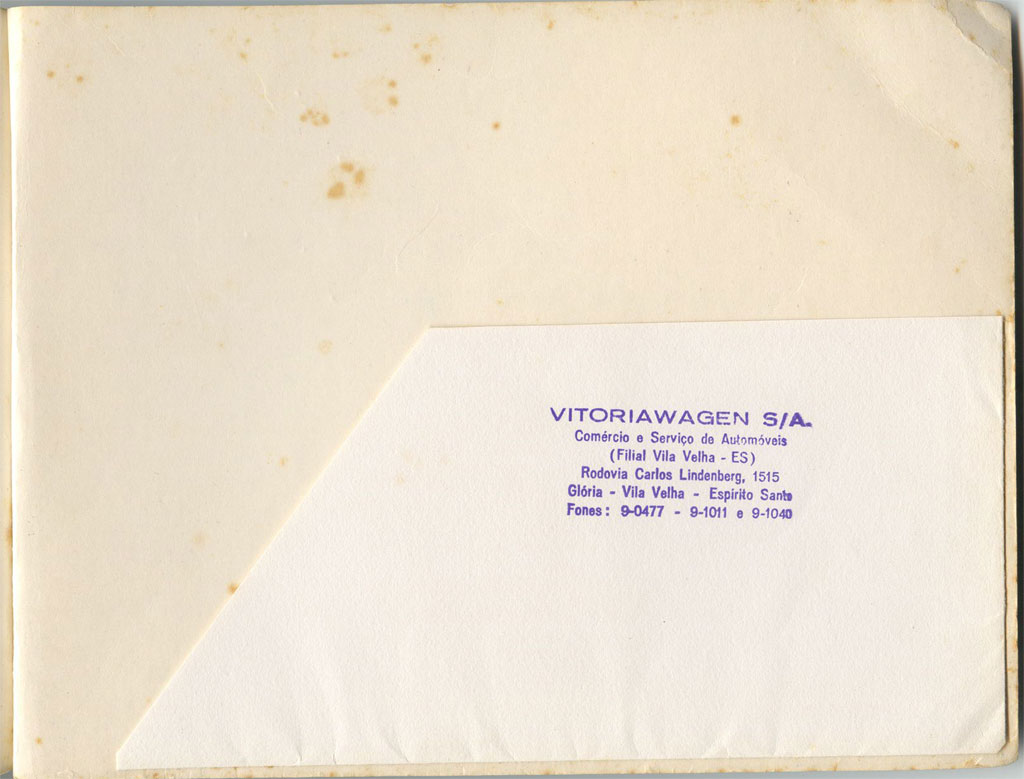 VITORIAWAGEN S/A.
Comércio e Serviço de Automóveis
(Filial Vila Velha - ES)
Rodovia Carlos Lindenberg, 1515
Glória - Vila Velha - Espírito Santo
Fones: 9-0477 - 9-1011 e 9-1040